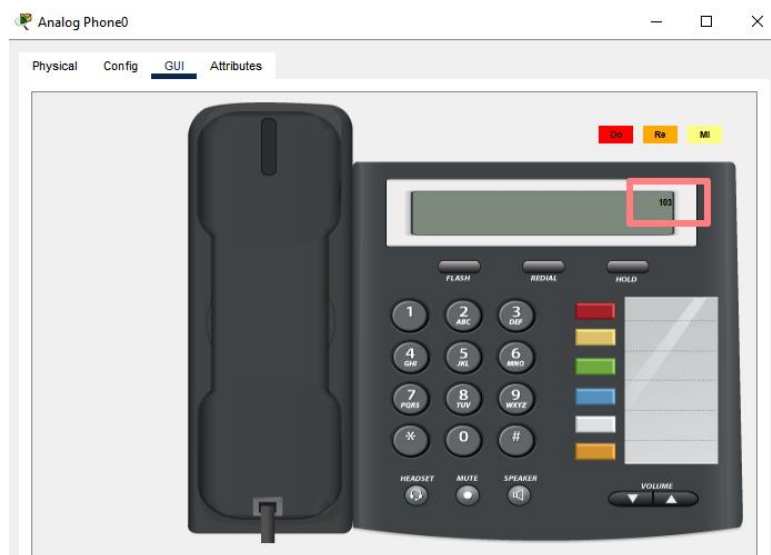 Analog Phone0
Physical Config GUI Attributes
Do Re MI
103
FLASH REDIAL HOLD
1 2 ABC 3 DEF
4 GHI 5 JKL 6 MNO
7 PQRS 8 TUV 9 WXYZ
* 0 #
HEADSET MUTE SPEAKER
VOLUME